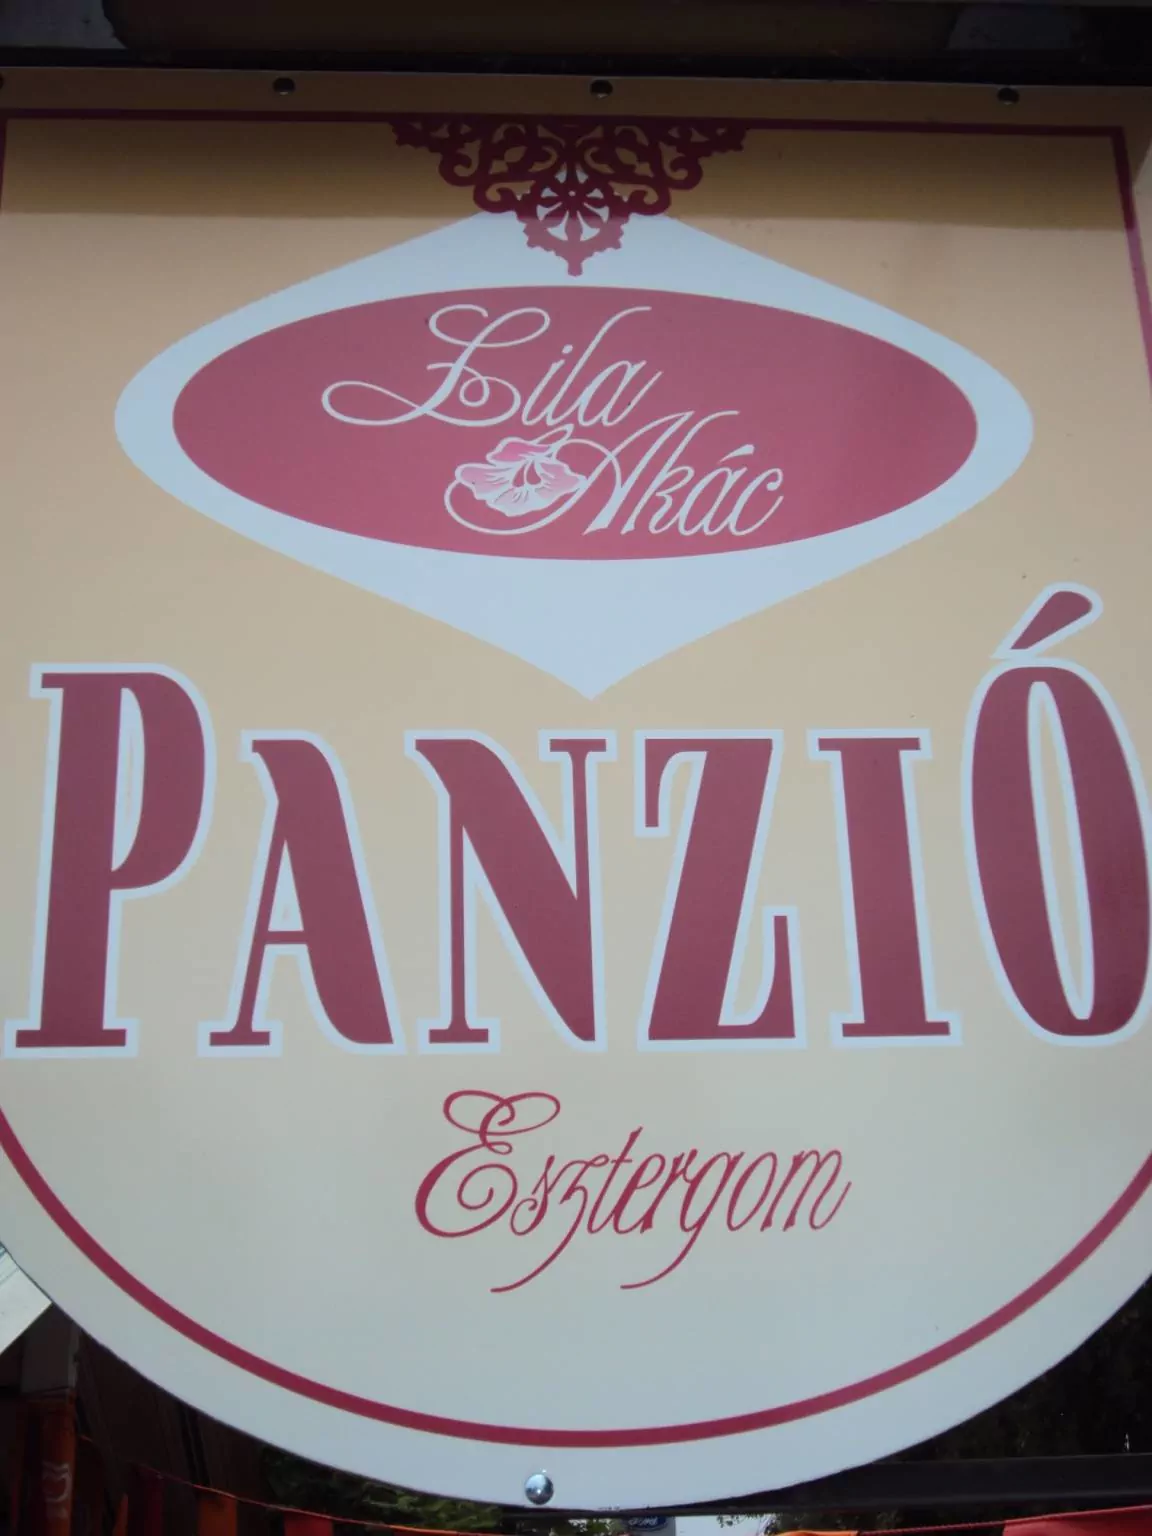 Lila
Akác
PANZIÓ
Esztergom